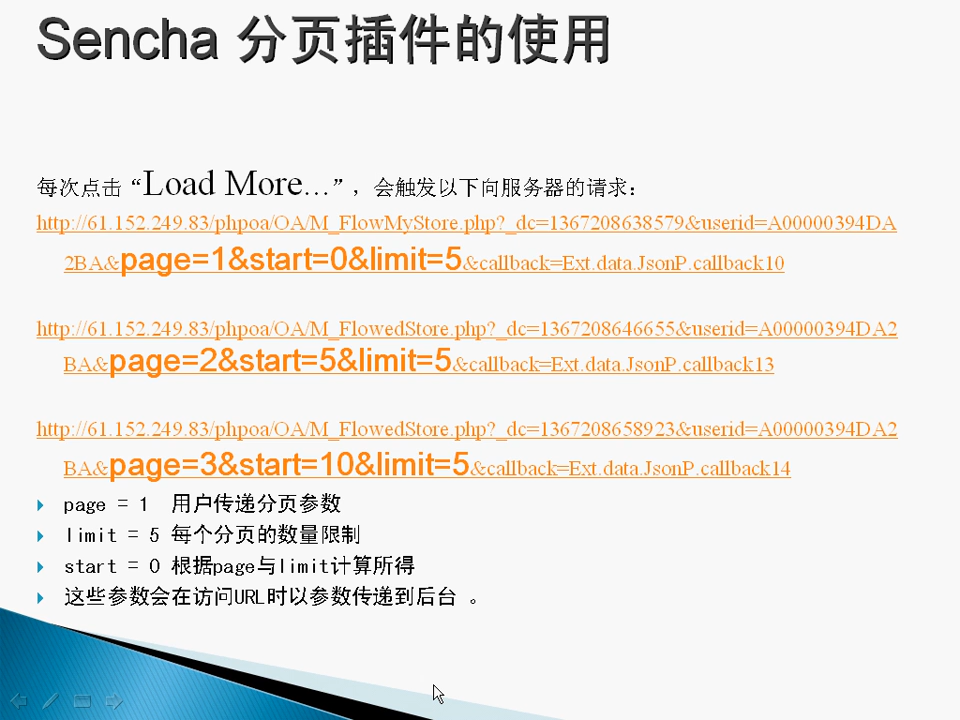 Sencha 分页插件的使用
每次点击“Load More...”，会触发以下向服务器的请求：
http://61.152.249.83/phpoa/OA/M_FlowMyStore.php?_dc=1367208638579&userid=A00000394DA
2BA&page=1&start=0&limit=5&callback=Ext.data.JsonP.callback10
http://61.152.249.83/phpoa/OA/M_FlowedStore.php?_dc=1367208646655&userid=A00000394DA2
BA&page=2&start=5&limit=5&callback=Ext.data.JsonP.callback13
http://61.152.249.83/phpoa/OA/M_FlowedStore.php?_dc=1367208658923&userid=A00000394DA2
BA&page=3&start=10&limit=5&callback=Ext.data.JsonP.callback14
page = 1 用户传递分页参数
limit = 5 每个分页的数量限制
start = 0 根据page与limit计算所得
这些参数会在访问URL时以参数传递到后台 。